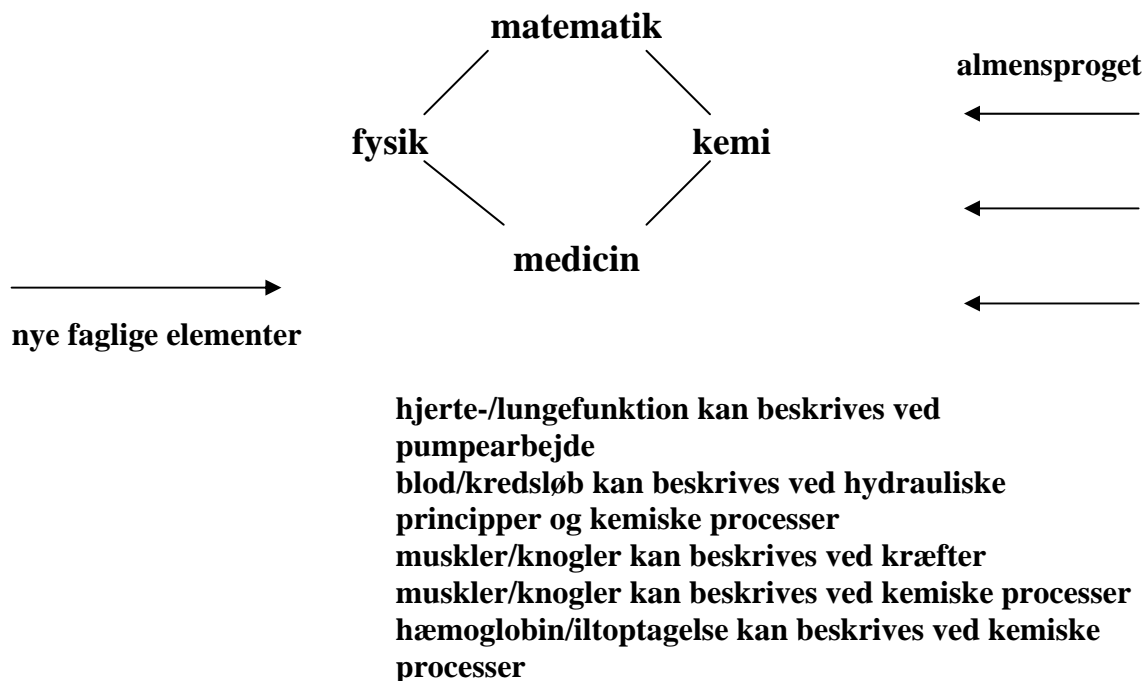 matematik
almensproget
fysik
kemi
medicin
nye faglige elementer
hjerte-/lungefunktion kan beskrives ved
pumpearbejde
blod/kredsløb kan beskrives ved hydrauliske
principper og kemiske processer
muskler/knogler kan beskrives ved kræfter
muskler/knogler kan beskrives ved kemiske processer
hæmoglobin/iltoptagelse kan beskrives ved kemiske
processer